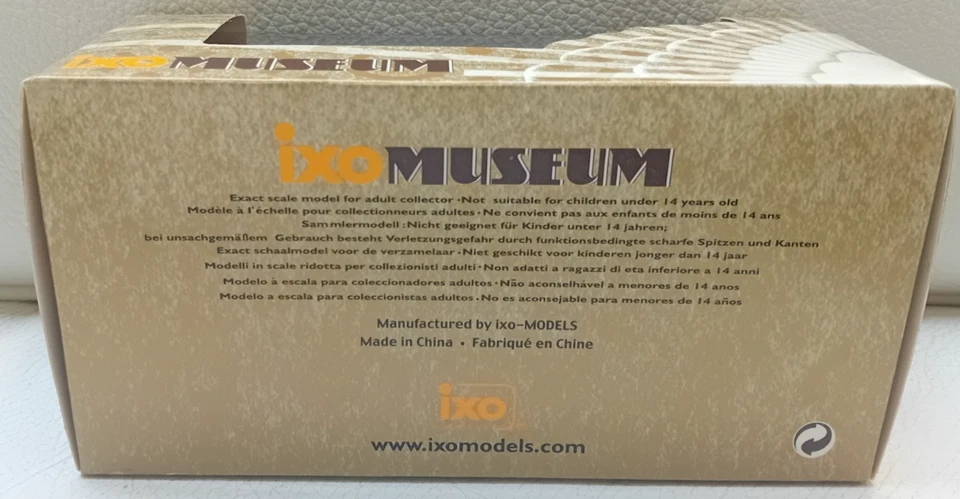 ixo MUSEUM
ixo MUSEUM
Exact scale model for adult collector • Not suitable for children under 14 years old
Modèle à l'échelle pour collectionneurs adultes • Ne convient pas aux enfants de moins de 14 ans
Sammlermodell : Nicht geeignet für Kinder unter 14 jahren;
bei unsachgemäßem Gebrauch besteht Verletzungsgefahr durch funktionsbedingte scharfe Spitzen und Kanten
Exact schaalmodel voor de verzamelaar • Niet geschikt voor kinderen jonger dan 14 jaar
Modelli in scale ridotta per collezionisti adulti • Non adatti a ragazzi di eta inferiore a 14 anni
Modelo à escala para coleccionadores adultos • Não aconselhável a menores de 14 anos
Modelo a escala para coleccionistas adultos • No es aconsejable para menores de 14 años
Manufactured by ixo-MODELS
Made in China • Fabriqué en Chine
ixo
www.ixomodels.com